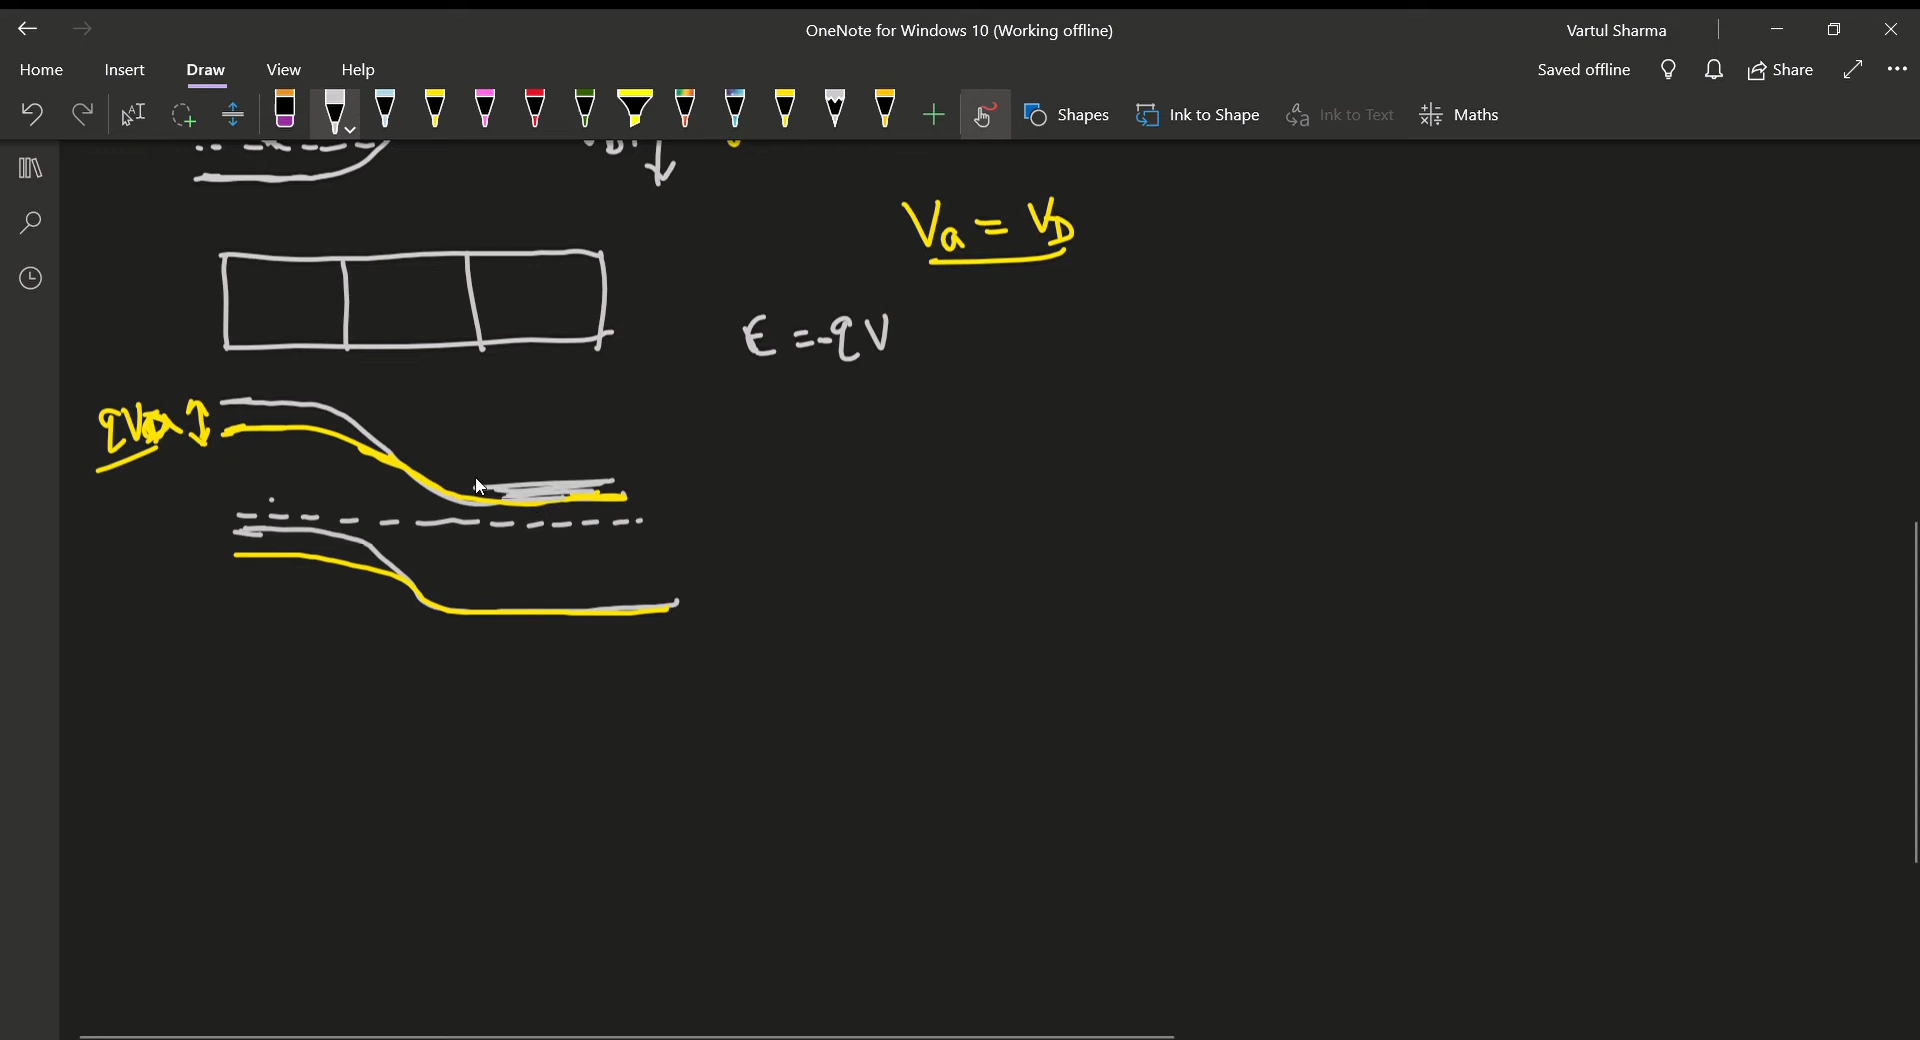 OneNote for Windows 10 (Working offline)
Vartul Sharma
Home Insert Draw View Help
Saved offline
Share
Shapes
Ink to Shape
Ink to Text
Maths
Va = VD
E = -qV